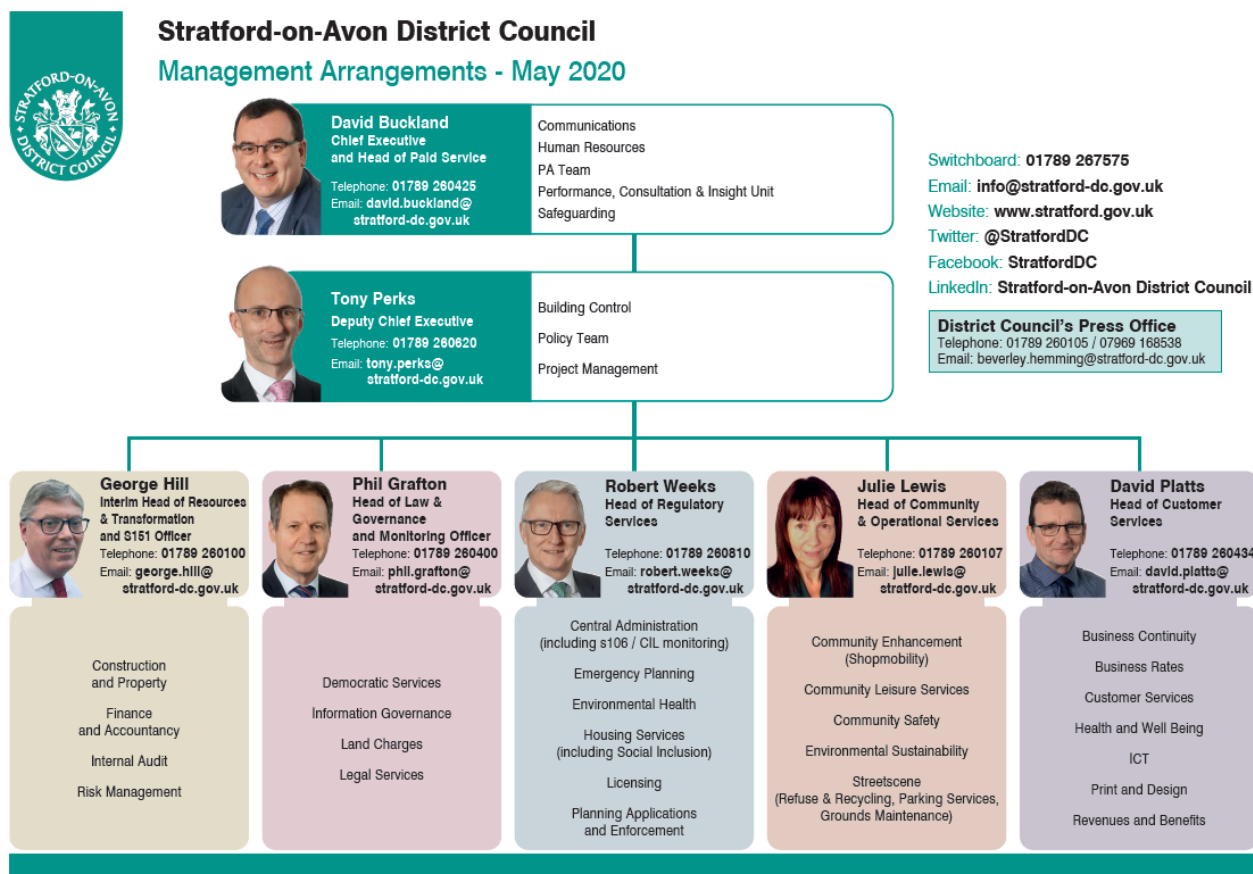 STRATFORD-ON-AVON
DISTRICT COUNCIL
Stratford-on-Avon District Council
Management Arrangements - May 2020
David Buckland
Chief Executive
and Head of Paid Service
Telephone: 01789 260425
Email: david.buckland@
stratford-dc.gov.uk
Communications
Human Resources
PA Team
Performance, Consultation & Insight Unit
Safeguarding
Switchboard: 01789 267575
Email: info@stratford-dc.gov.uk
Website: www.stratford.gov.uk
Twitter: @StratfordDC
Facebook: StratfordDC
LinkedIn: Stratford-on-Avon District Council
District Council's Press Office
Telephone: 01789 260105 / 07969 168538
Email: beverley.hemming@stratford-dc.gov.uk
Tony Perks
Deputy Chief Executive
Telephone: 01789 260620
Email: tony.perks@
stratford-dc.gov.uk
Building Control
Policy Team
Project Management
George Hill
Interim Head of Resources
& Transformation
and S151 Officer
Telephone: 01789 260100
Email: george.hill@
stratford-dc.gov.uk
Construction
and Property
Finance
and Accountancy
Internal Audit
Risk Management
Phil Grafton
Head of Law &
Governance
and Monitoring Officer
Telephone: 01789 260400
Email: phil.grafton@
stratford-dc.gov.uk
Democratic Services
Information Governance
Land Charges
Legal Services
Robert Weeks
Head of Regulatory
Services
Telephone: 01789 260810
Email: robert.weeks@
stratford-dc.gov.uk
Central Administration
(including s106 / CIL monitoring)
Emergency Planning
Environmental Health
Housing Services
(including Social Inclusion)
Licensing
Planning Applications
and Enforcement
Julie Lewis
Head of Community
& Operational Services
Telephone: 01789 260107
Email: julie.lewis@
stratford-dc.gov.uk
Community Enhancement
(Shopmobility)
Community Leisure Services
Community Safety
Environmental Sustainability
Streetscene
(Refuse & Recycling, Parking Services,
Grounds Maintenance)
David Platts
Head of Customer
Services
Telephone: 01789 260434
Email: david.platts@
stratford-dc.gov.uk
Business Continuity
Business Rates
Customer Services
Health and Well Being
ICT
Print and Design
Revenues and Benefits